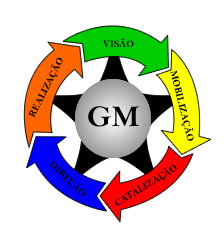 VISÃO
MOBILIZAÇÃO
CATALIZAÇÃO
DIREÇÃO
REALIZAÇÃO
GM